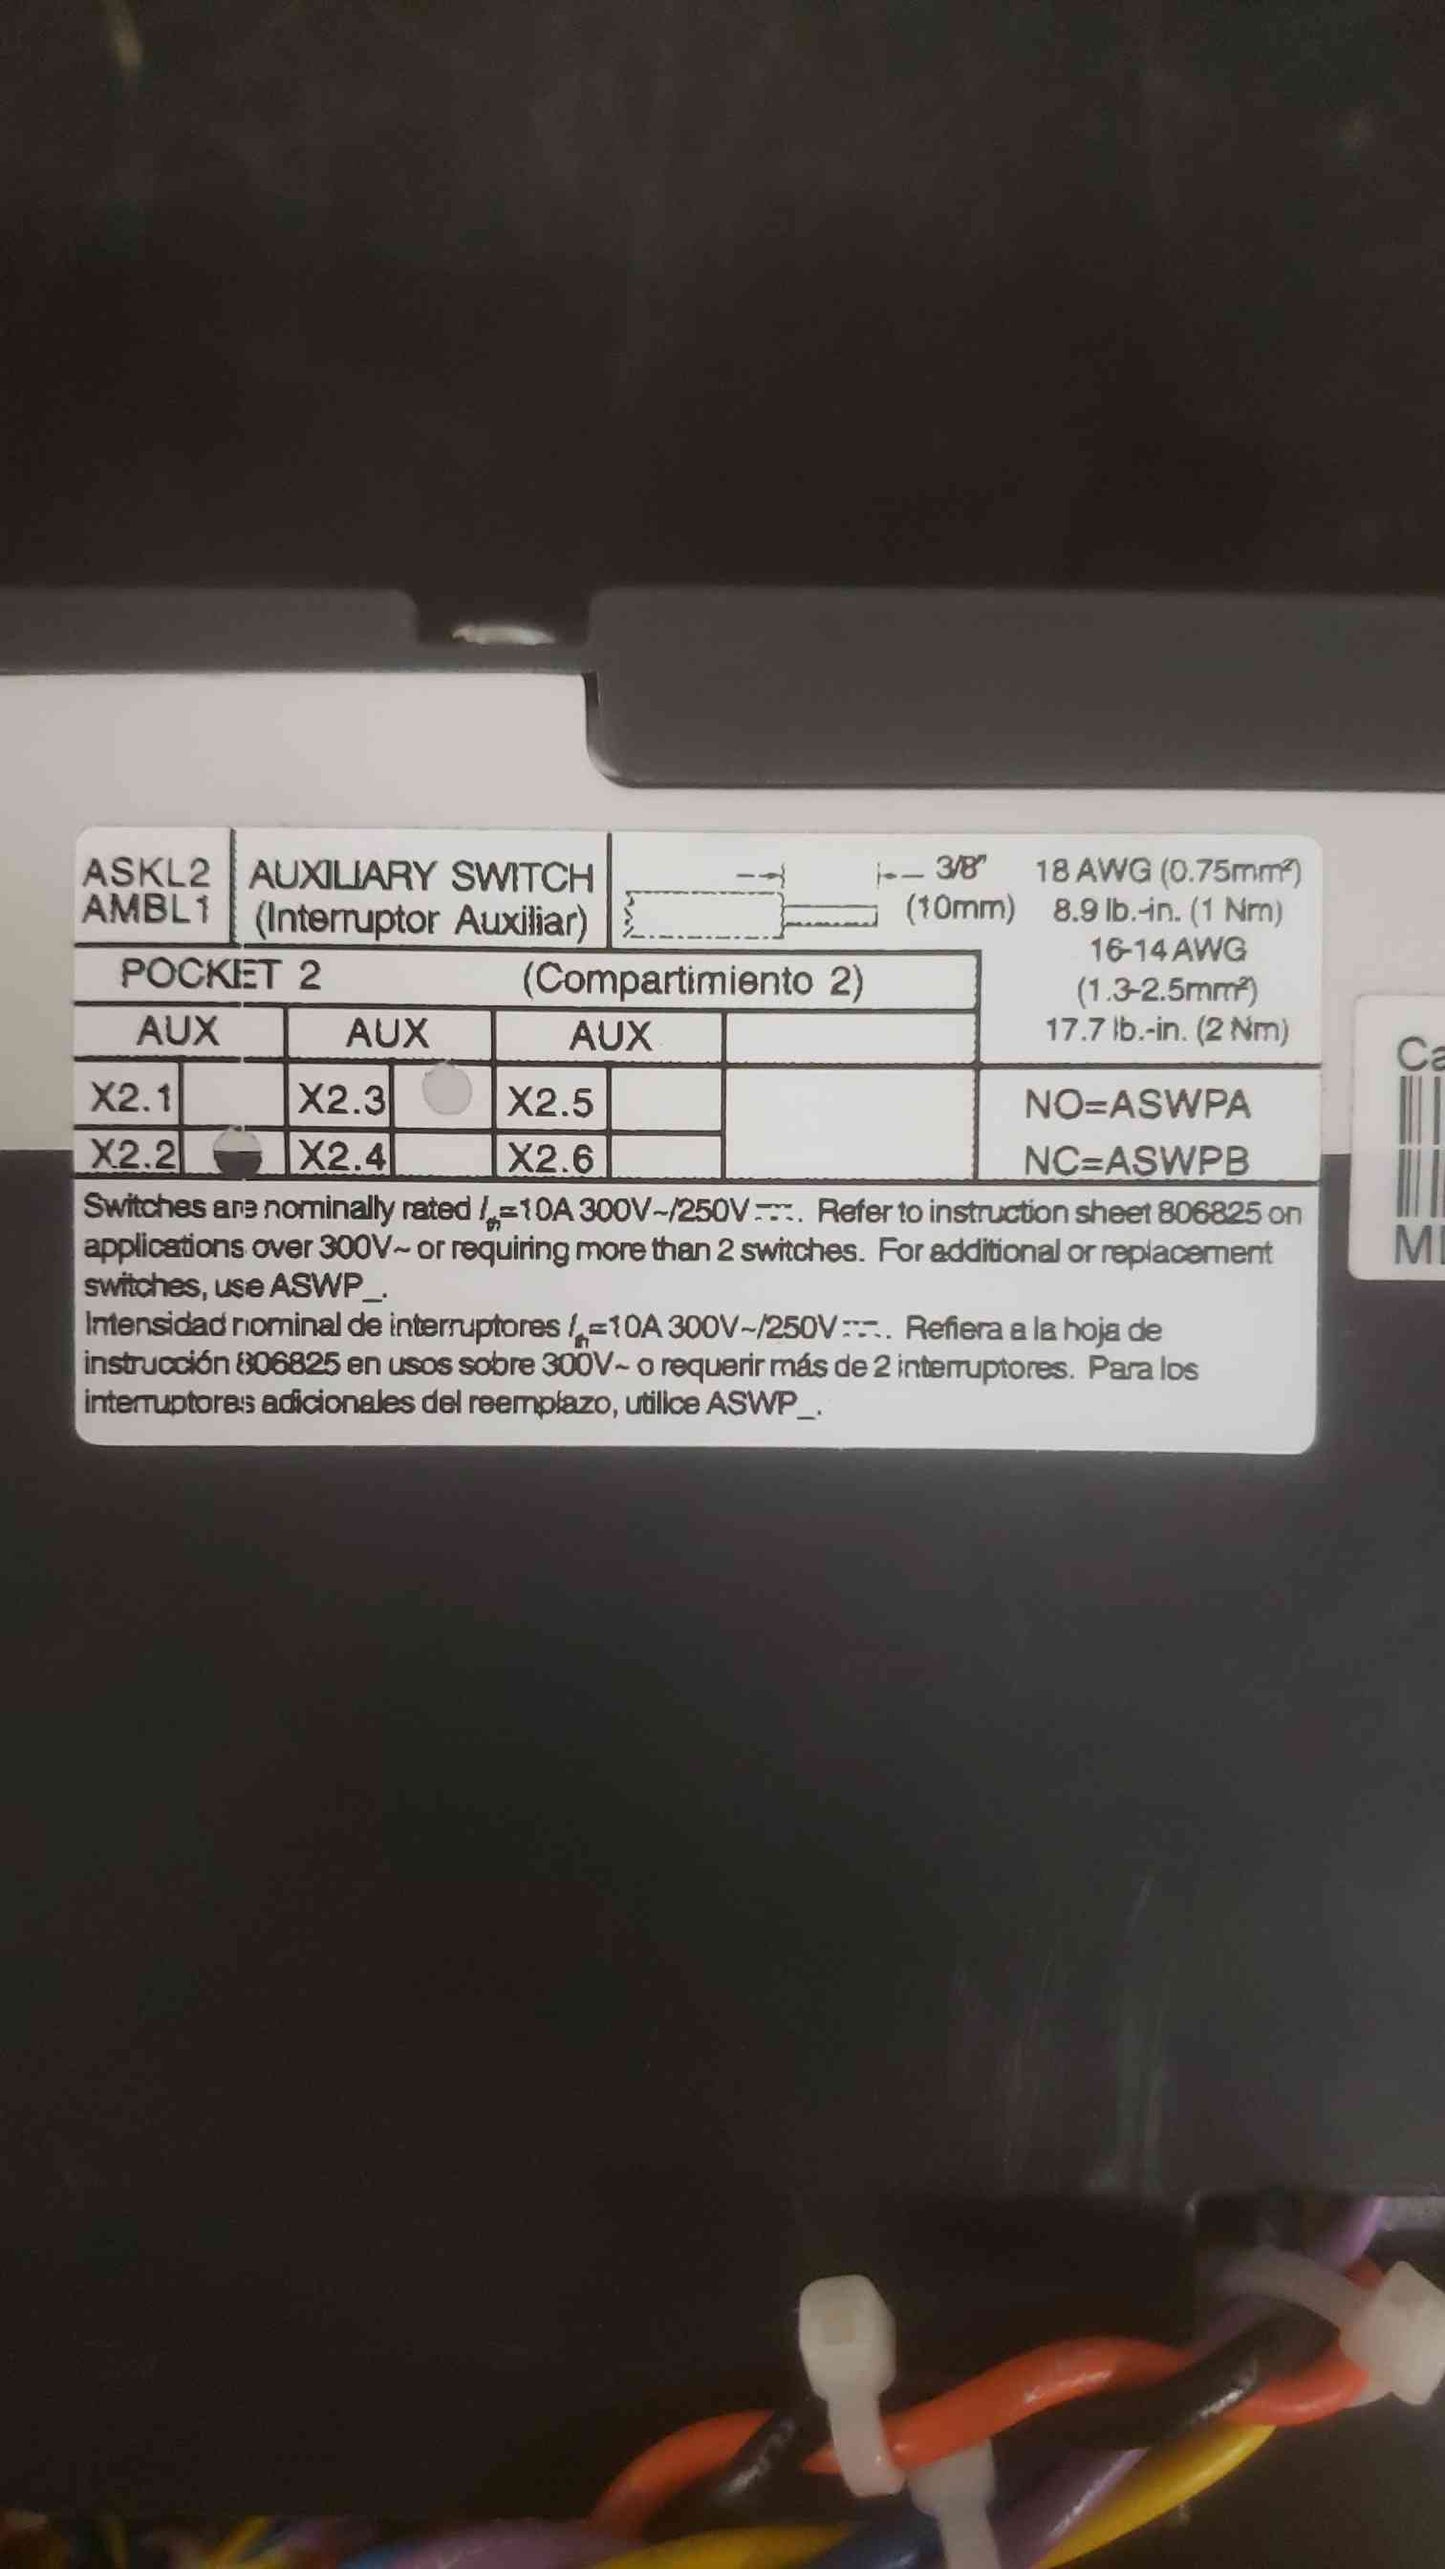 ASKL2
AMBL1
AUXILIARY SWITCH
(Interruptor Auxiliar)
3/8"
(10mm)
18 AWG (0.75mm²)
8.9 lb.-in. (1 Nm)
16-14 AWG
(1.3-2.5mm²)
17.7 lb.-in. (2 Nm)
POCKET 2 (Compartimiento 2)
AUX AUX AUX
X2.1 X2.3 X2.5
X2.2 X2.4 X2.6
NO=ASWPA
NC=ASWPB
Switches are nominally rated Ith=10A 300V~/250V⎓. Refer to instruction sheet 806825 on
applications over 300V~ or requiring more than 2 switches. For additional or replacement
switches, use ASWP_.
Intensidad nominal de interruptores Ith=10A 300V~/250V⎓. Refiera a la hoja de
instrucción 806825 en usos sobre 300V~ o requerir más de 2 interruptores. Para los
interruptores adicionales del reemplazo, utilice ASWP_.